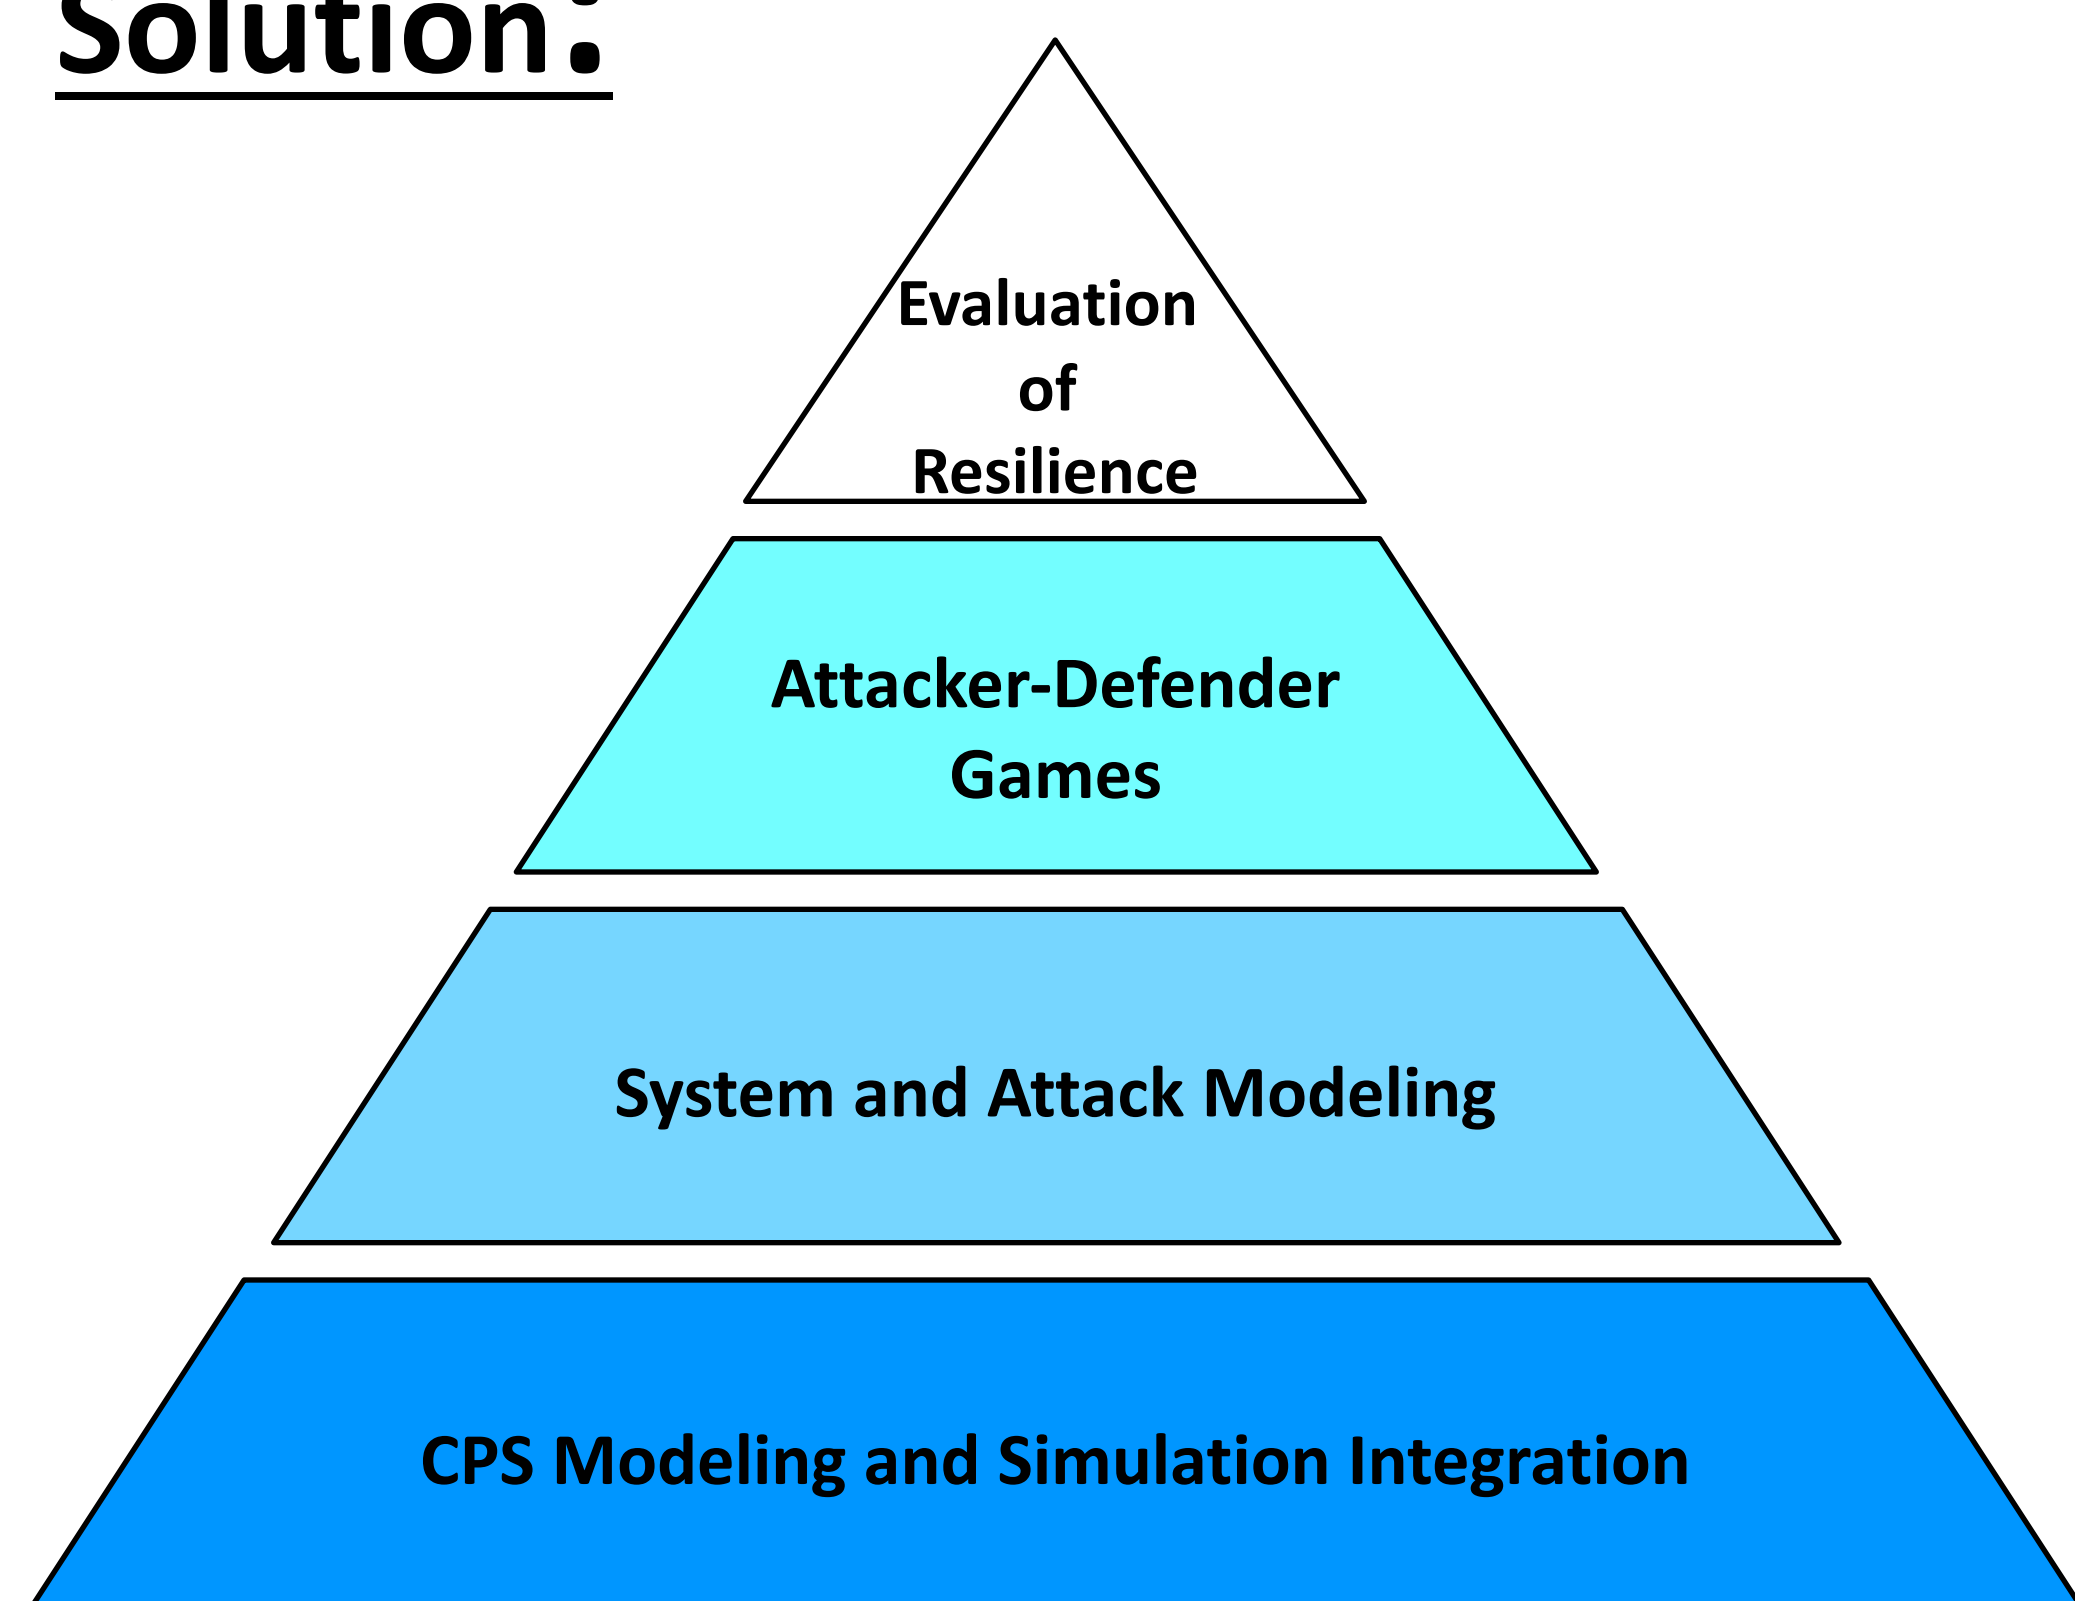 Solution:
Evaluation
of
Resilience
Attacker-Defender
Games
System and Attack Modeling
CPS Modeling and Simulation Integration